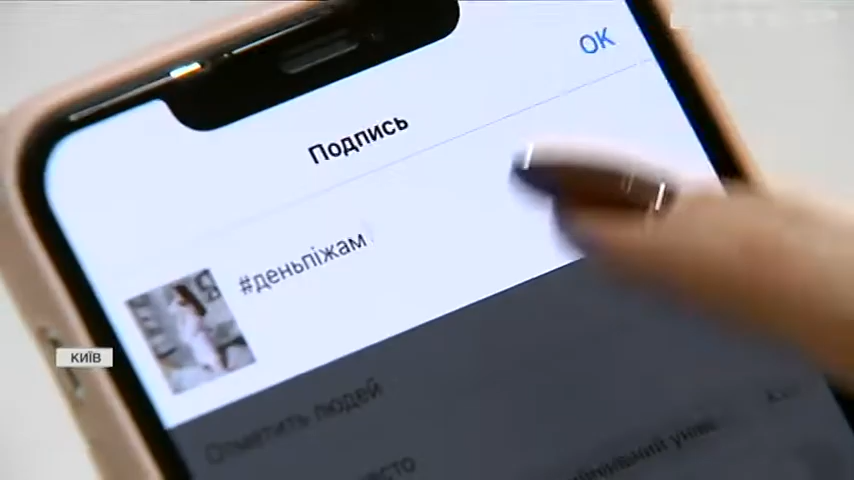 OK
Подпись
#деньпіжам
КИЇВ
Отметить людей